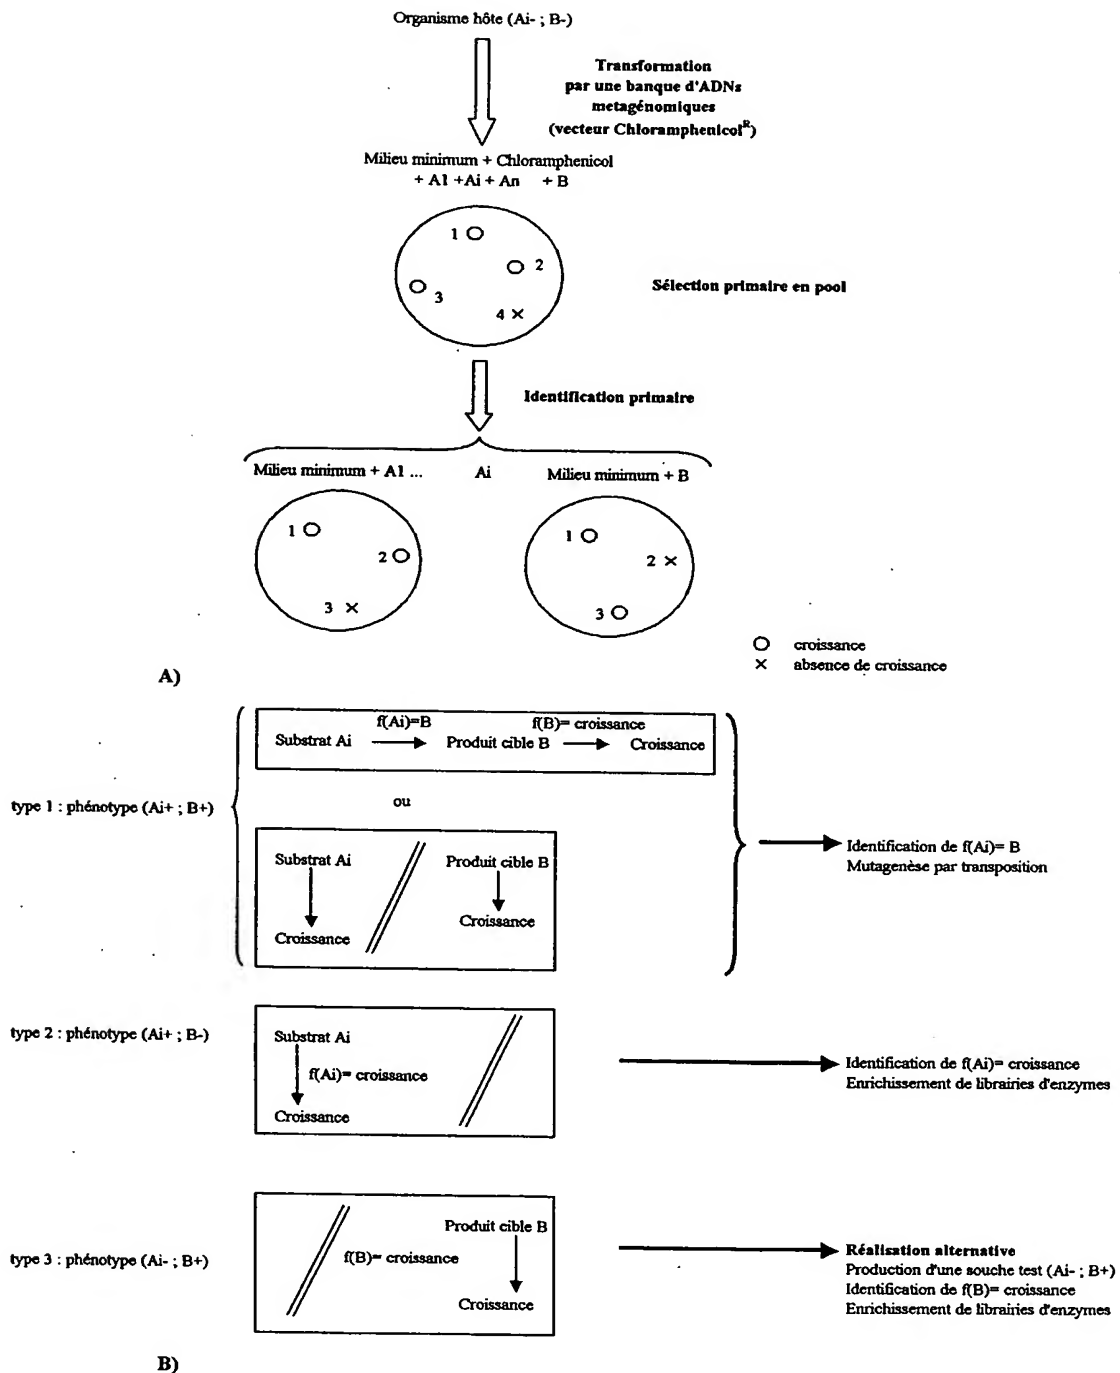 Organisme hôte (Ai- ; B-)
Transformation
par une banque d'ADNs
metagénomiques
(vecteur Chloramphenicolᴿ)
Milieu minimum + Chloramphenicol
+ A1 +Ai + An + B
1
2
3
4
Sélection primaire en pool
Identification primaire
Milieu minimum + A1 ... Ai Milieu minimum + B
1
2
3
1
2
3
croissance
absence de croissance
A)
type 1 : phénotype (Ai+ ; B+)
f(Ai)=B f(B)= croissance
Substrat Ai Produit cible B Croissance
ou
Substrat Ai Produit cible B
Croissance Croissance
Identification de f(Ai)= B
Mutagenèse par transposition
type 2 : phénotype (Ai+ ; B-)
Substrat Ai
f(Ai)= croissance
Croissance
Identification de f(Ai)= croissance
Enrichissement de librairies d'enzymes
type 3 : phénotype (Ai- ; B+)
Produit cible B
f(B)= croissance
Croissance
Réalisation alternative
Production d'une souche test (Ai- ; B+)
Identification de f(B)= croissance
Enrichissement de librairies d'enzymes
B)